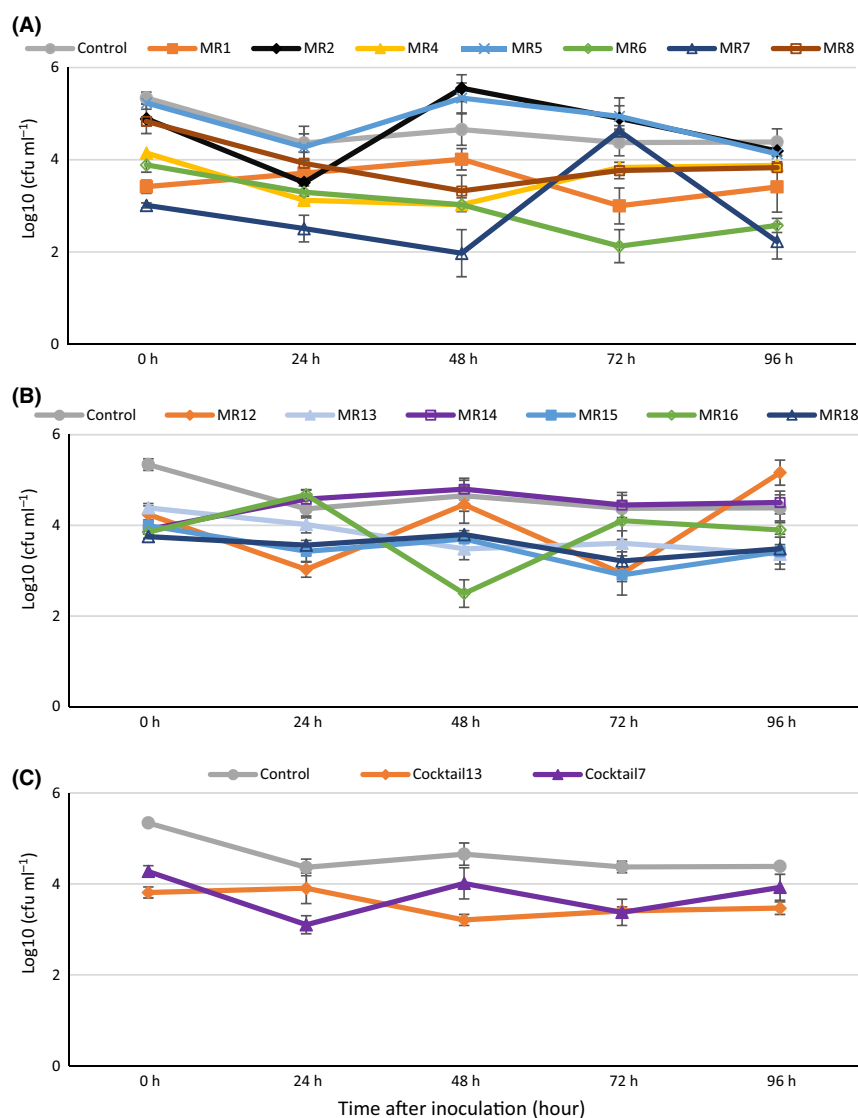 (A)
Control MR1 MR2 MR4 MR5 MR6 MR7 MR8
6
4
2
0
Log10 (cfu ml⁻¹)
0 h 24 h 48 h 72 h 96 h
(B)
Control MR12 MR13 MR14 MR15 MR16 MR18
6
4
2
0
Log10 (cfu ml⁻¹)
0 h 24 h 48 h 72 h 96 h
(C)
Control Cocktail13 Cocktail7
6
4
2
0
Log10 (cfu ml⁻¹)
0 h 24 h 48 h 72 h 96 h
Time after inoculation (hour)